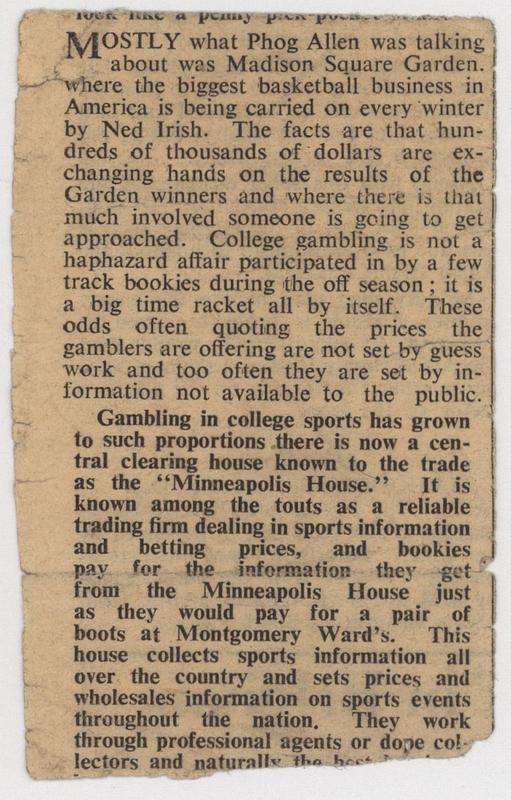 look like a penny pick-pocket
MOSTLY what Phog Allen was talking
about was Madison Square Garden.
where the biggest basketball business in
America is being carried on every winter
by Ned Irish. The facts are that hun-
dreds of thousands of dollars are ex-
changing hands on the results of the
Garden winners and where there is that
much involved someone is going to get
approached. College gambling is not a
haphazard affair participated in by a few
track bookies during the off season; it is
a big time racket all by itself. These
odds often quoting the prices the
gamblers are offering are not set by guess
work and too often they are set by in-
formation not available to the public.
Gambling in college sports has grown
to such proportions there is now a cen-
tral clearing house known to the trade
as the "Minneapolis House." It is
known among the touts as a reliable
trading firm dealing in sports information
and betting prices, and bookies
pay for the information they get
from the Minneapolis House just
as they would pay for a pair of
boots at Montgomery Ward's. This
house collects sports information all
over the country and sets prices and
wholesales information on sports events
throughout the nation. They work
through professional agents or dope col-
lectors and naturally the best